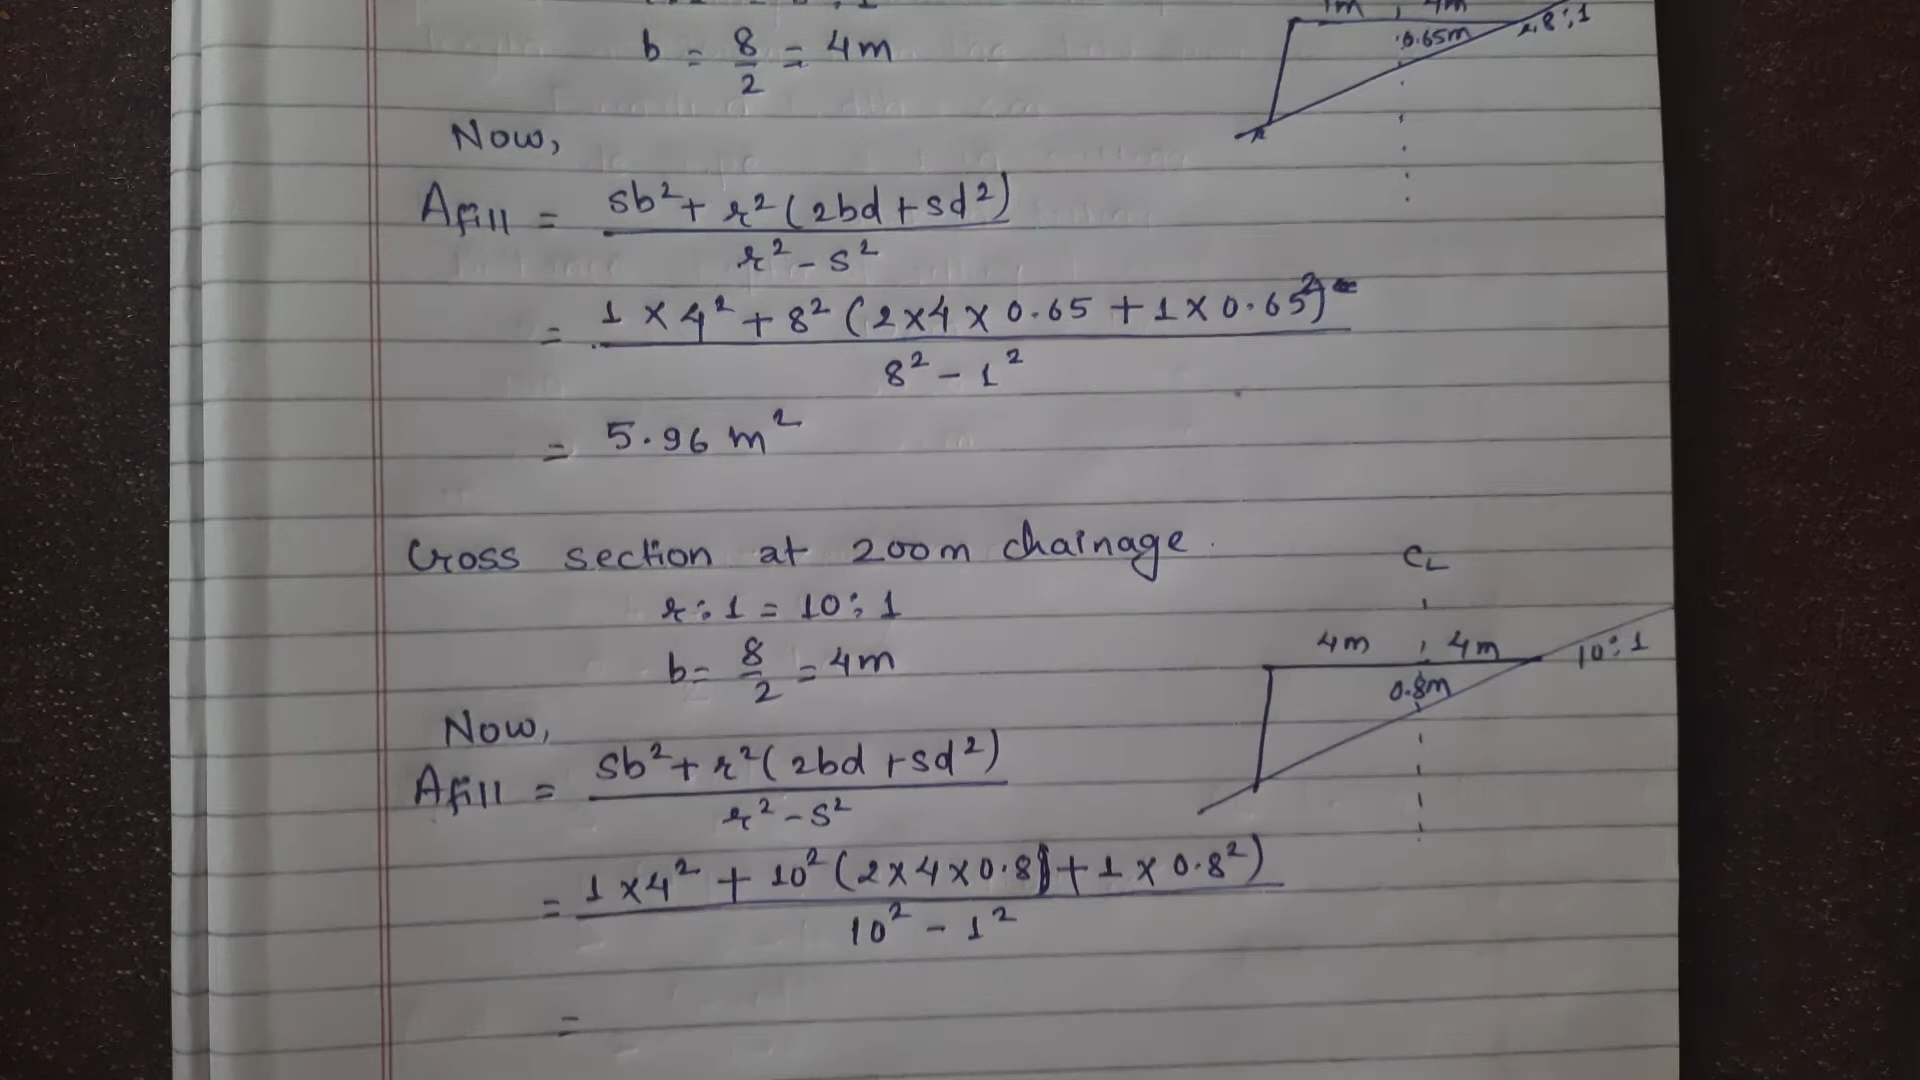 b = 8/2 = 4m
4m
0.65m
8:1
Now,
Afill = sb²+ r²(2bd+sd²) / r²-s²
= 1×4²+8²(2×4×0.65+1×0.65²) / 8²-1²
= 5.96 m²
Cross section at 200m chainage.
CL
r:1 = 10:1
b= 8/2 =4m
4m 4m 10:1
0.8m
Now,
Afill = sb²+r²(2bd+sd²) / r²-s²
= 1×4²+10²(2×4×0.8)+1×0.8²) / 10²-1²
=